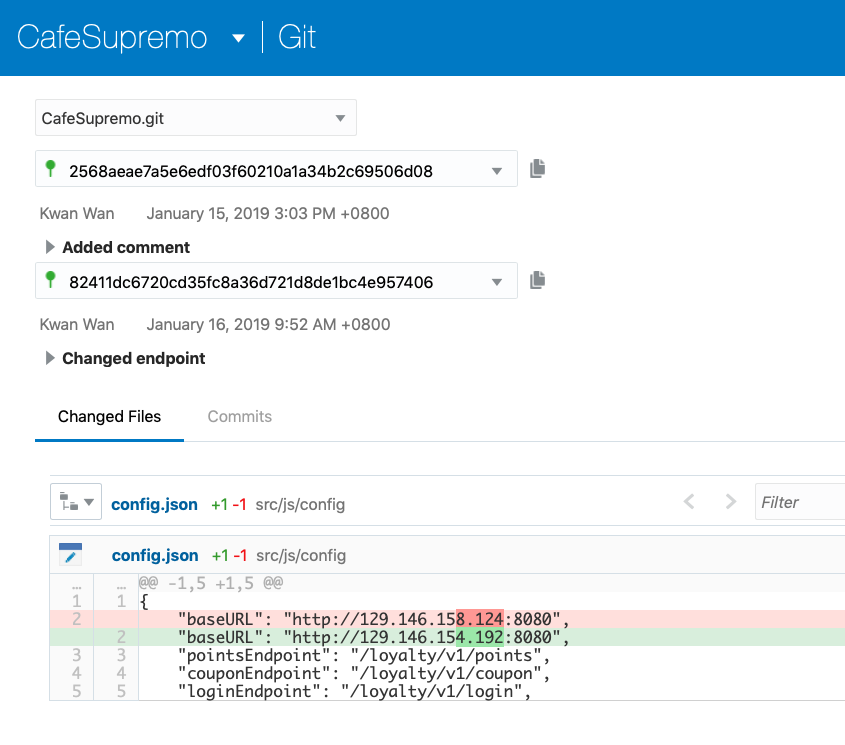 CafeSupremo Git
CafeSupremo.git
2568aeae7a5e6edf03f60210a1a34b2c69506d08
Kwan Wan January 15, 2019 3:03 PM +0800
Added comment
82411dc6720cd35fc8a36d721d8de1bc4e957406
Kwan Wan January 16, 2019 9:52 AM +0800
Changed endpoint
Changed Files Commits
config.json +1 -1 src/js/config Filter
config.json +1 -1 src/js/config
... ... @@ -1,5 +1,5 @@
1 1 {
2 "baseURL": "http://129.146.158.124:8080",
2 "baseURL": "http://129.146.154.192:8080",
3 3 "pointsEndpoint": "/loyalty/v1/points",
4 4 "couponEndpoint": "/loyalty/v1/coupon",
5 5 "loginEndpoint": "/loyalty/v1/login",